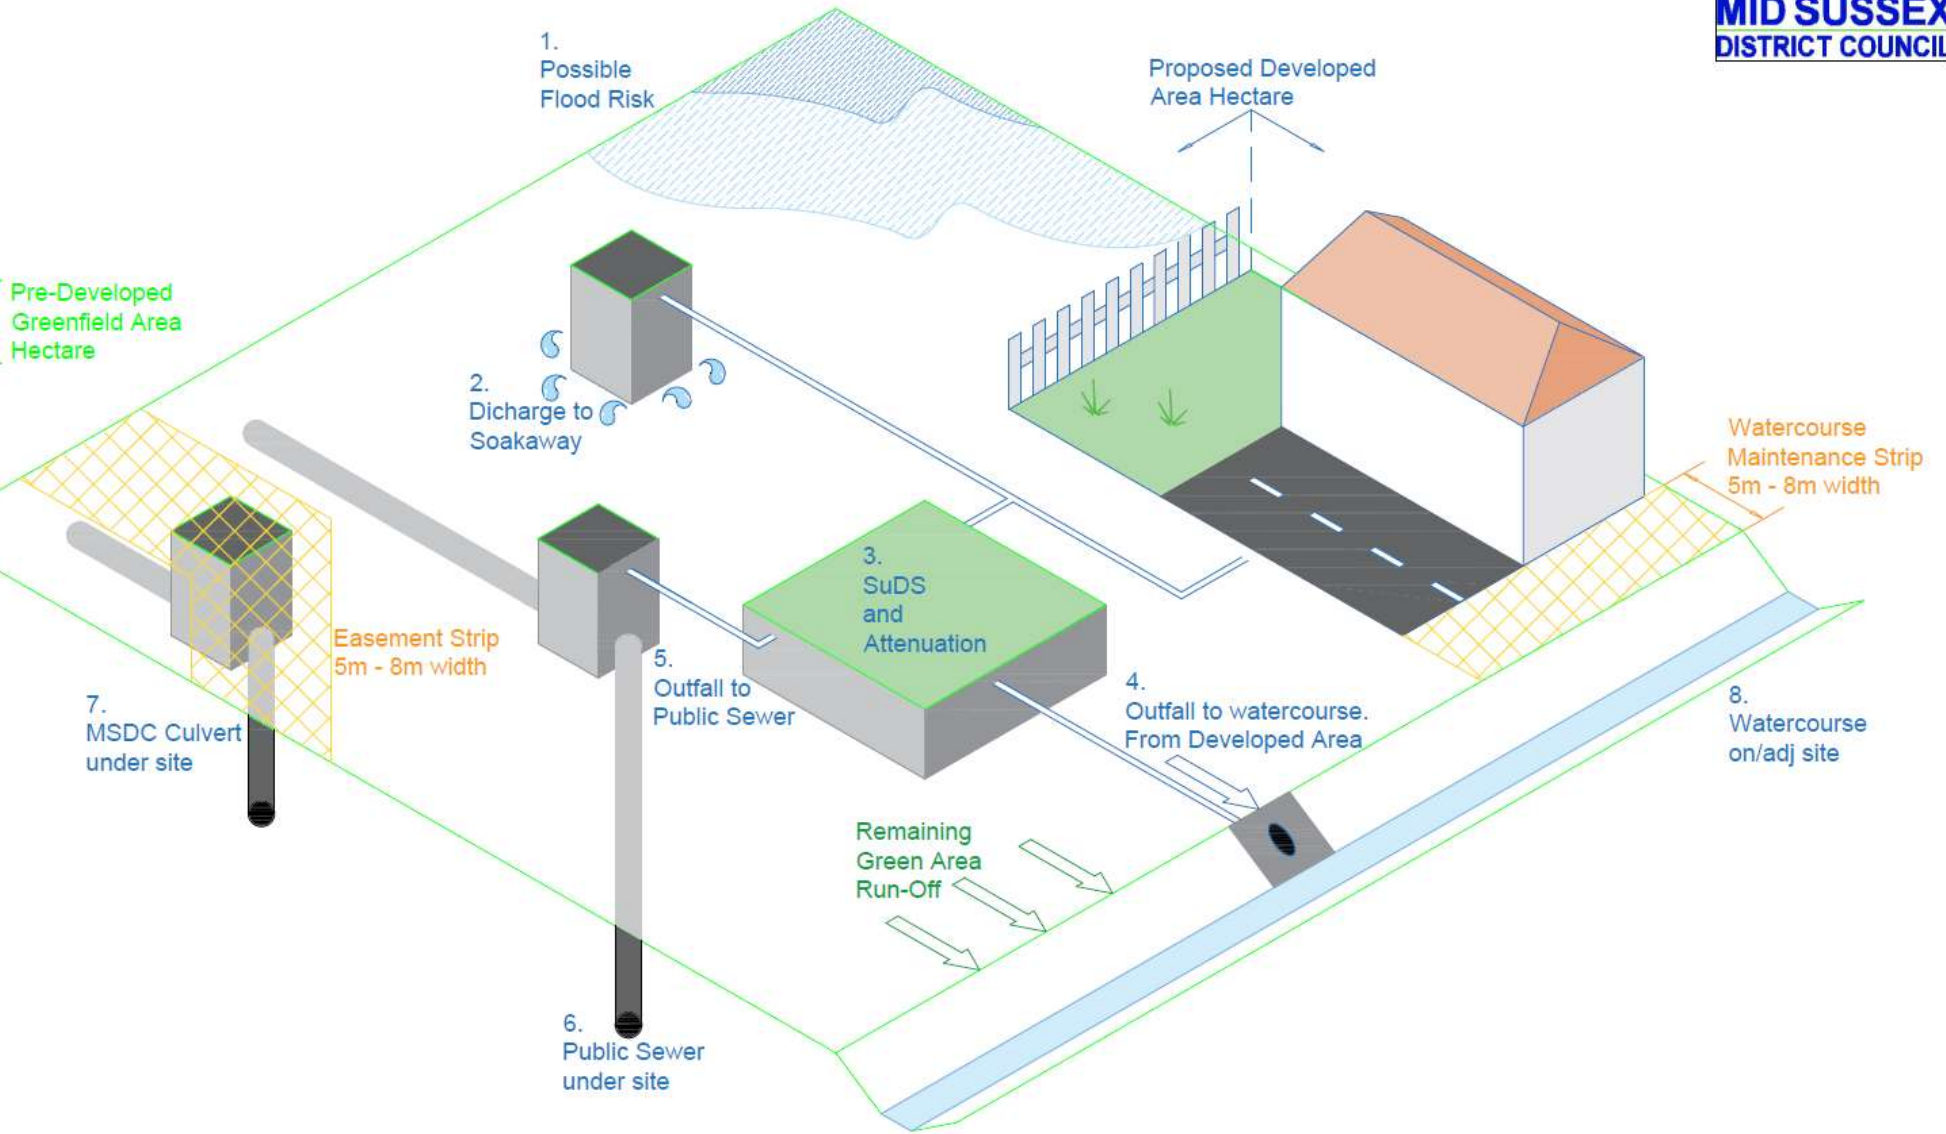 MID SUSSEX
DISTRICT COUNCIL
1.
Possible
Flood Risk
Proposed Developed
Area Hectare
Pre-Developed
Greenfield Area
Hectare
2.
Dicharge to
Soakaway
Watercourse
Maintenance Strip
5m - 8m width
3.
SuDS
and
Attenuation
Easement Strip
5m - 8m width
5.
Outfall to
Public Sewer
4.
Outfall to watercourse.
From Developed Area
7.
MSDC Culvert
under site
8.
Watercourse
on/adj site
Remaining
Green Area
Run-Off
6.
Public Sewer
under site